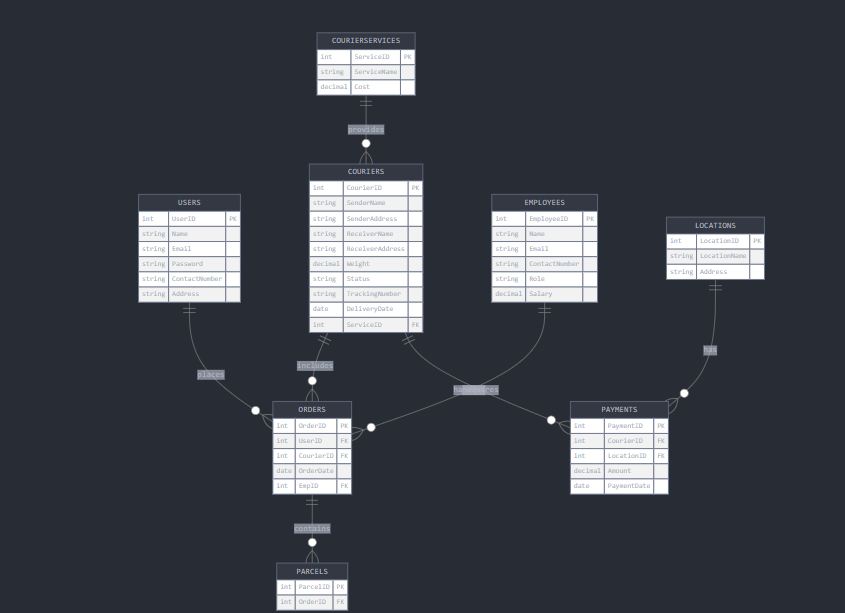 COURIERSERVICES
int ServiceID PK
string ServiceName
decimal Cost
provides
COURIERS
int CourierID PK
string SenderName
string SenderAddress
string ReceiverName
string ReceiverAddress
decimal Weight
string Status
string TrackingNumber
date DeliveryDate
int ServiceID FK
USERS
int UserID PK
string Name
string Email
string Password
string ContactNumber
string Address
EMPLOYEES
int EmployeeID PK
string Name
string Email
string ContactNumber
string Role
decimal Salary
LOCATIONS
int LocationID PK
string LocationName
string Address
places
includes
has
ORDERS
int OrderID PK
int UserID FK
int CourierID FK
date OrderDate
int EmpID FK
PAYMENTS
int PaymentID PK
int CourierID FK
int LocationID FK
decimal Amount
date PaymentDate
contains
PARCELS
int ParcelID PK
int OrderID FK